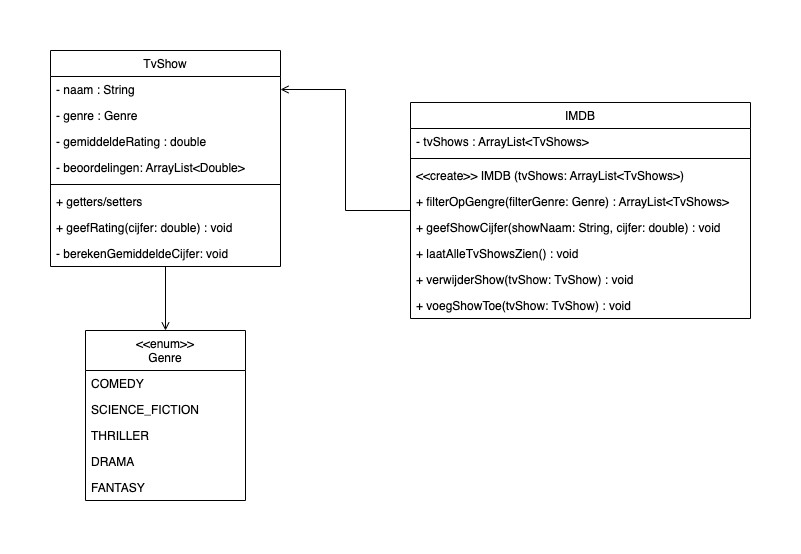 TvShow
- naam : String
- genre : Genre
- gemiddeldeRating : double
- beoordelingen: ArrayList<Double>
+ getters/setters
+ geefRating(cijfer: double) : void
- berekenGemiddeldeCijfer: void
<<enum>>
Genre
COMEDY
SCIENCE_FICTION
THRILLER
DRAMA
FANTASY
IMDB
- tvShows : ArrayList<TvShows>
<<create>> IMDB (tvShows: ArrayList<TvShows>)
+ filterOpGengre(filterGenre: Genre) : ArrayList<TvShows>
+ geefShowCijfer(showNaam: String, cijfer: double) : void
+ laatAlleTvShowsZien() : void
+ verwijderShow(tvShow: TvShow) : void
+ voegShowToe(tvShow: TvShow) : void